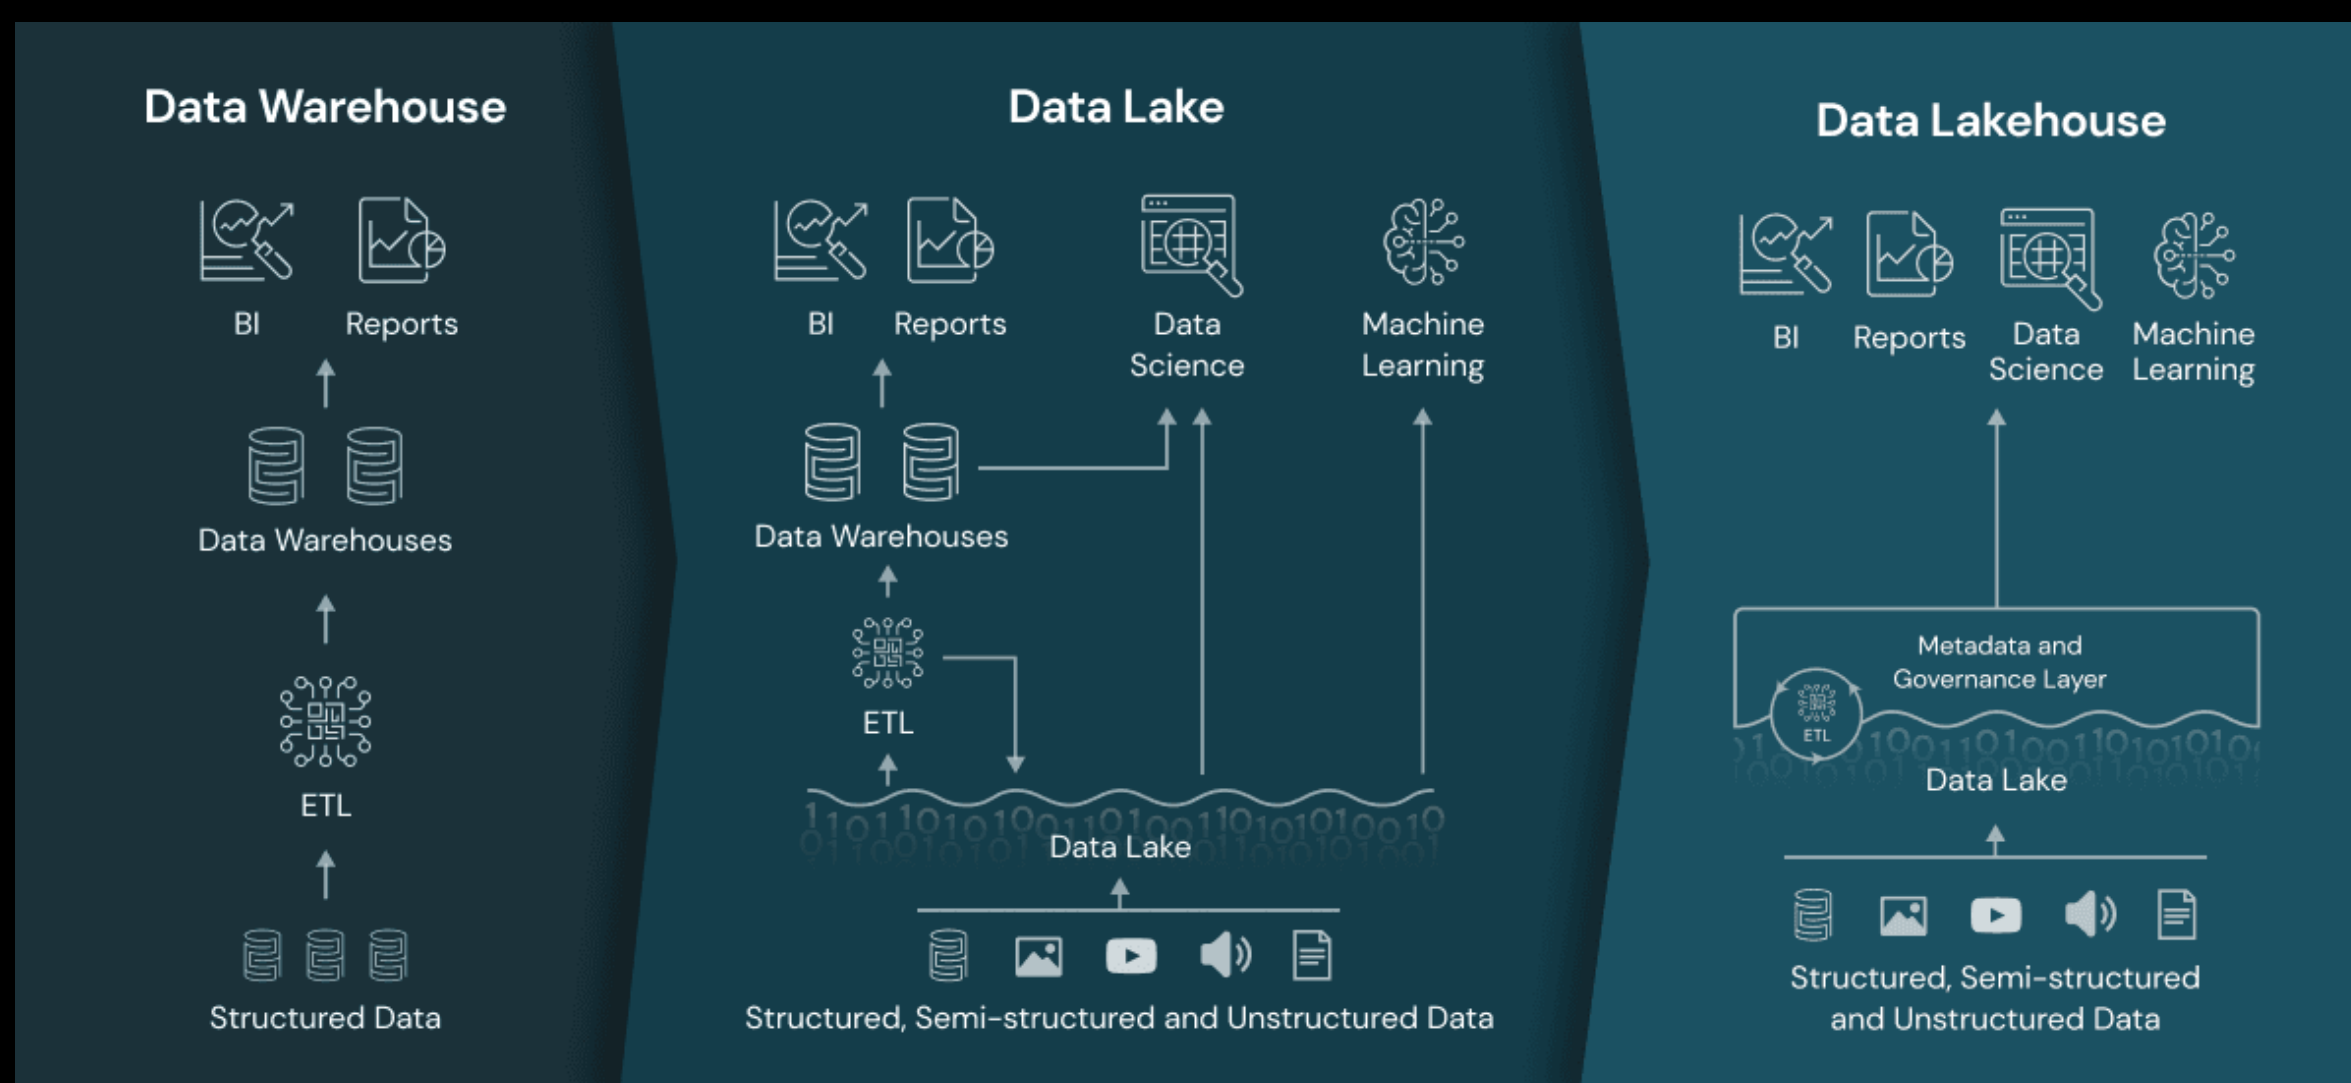 Data Warehouse
BI
Reports
Data Warehouses
ETL
Structured Data
Data Lake
BI
Reports
Data
Science
Machine
Learning
Data Warehouses
ETL
Data Lake
Structured, Semi-structured and Unstructured Data
Data Lakehouse
BI
Reports
Data
Science
Machine
Learning
Metadata and
Governance Layer
ETL
Data Lake
Structured, Semi-structured
and Unstructured Data